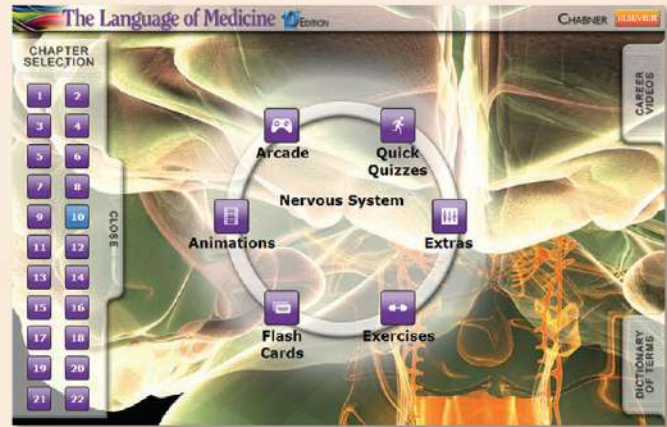 The Language of Medicine 10th EDITION
CHABNER ELSEVIER
CHAPTER
SELECTION
1 2
3 4
5 6
7 8
9 10
11 12
13 14
15 16
17 18
19 20
21 22
CLOSE
Arcade
Quick
Quizzes
Nervous System
Animations
Extras
Flash
Cards
Exercises
CAREER
VIDEOS
DICTIONARY
OF TERMS